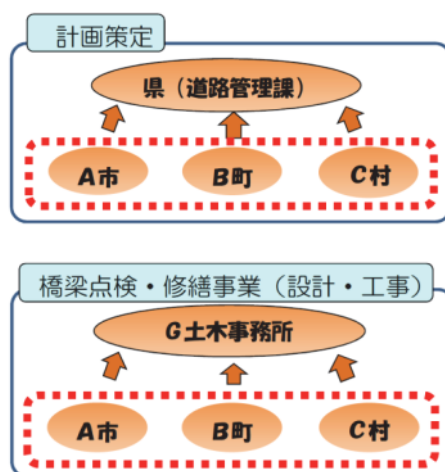 計画策定
県（道路管理課）
A市 B町 C村
橋梁点検・修繕事業（設計・工事）
G土木事務所
A市 B町 C村